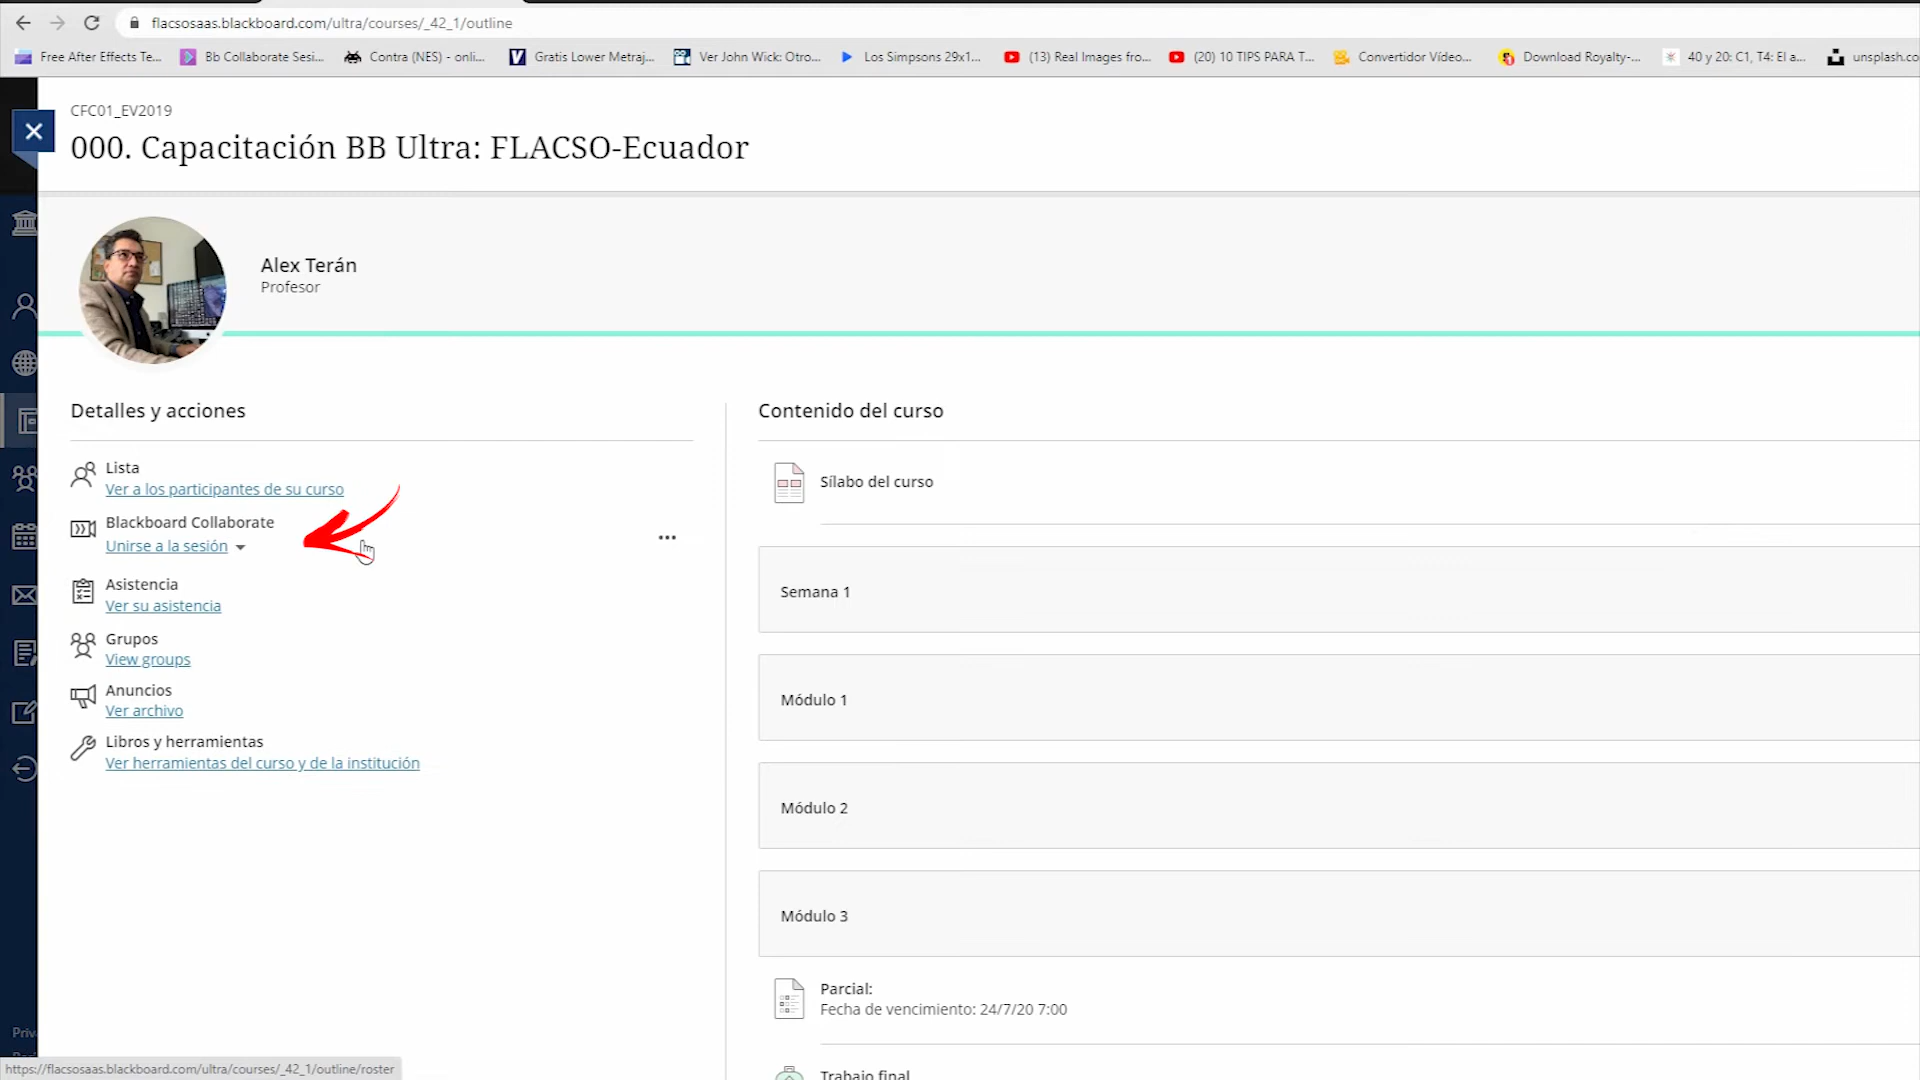 flacsosaas.blackboard.com/ultra/courses/_42_1/outline
Free After Effects Te...
Bb Collaborate Sesi...
Contra (NES) - onli...
Gratis Lower Metraj...
Ver John Wick: Otro...
Los Simpsons 29x1...
(13) Real Images fro...
(20) 10 TIPS PARA T...
Convertidor Vídeo...
Download Royalty-...
40 y 20: C1, T4: El a...
unsplash.co
CFC01_EV2019
000. Capacitación BB Ultra: FLACSO-Ecuador
Alex Terán
Profesor
Detalles y acciones
Lista
Ver a los participantes de su curso
Blackboard Collaborate
Unirse a la sesión
Asistencia
Ver su asistencia
Grupos
View groups
Anuncios
Ver archivo
Libros y herramientas
Ver herramientas del curso y de la institución
Contenido del curso
Sílabo del curso
Semana 1
Módulo 1
Módulo 2
Módulo 3
Parcial:
Fecha de vencimiento: 24/7/20 7:00
Trabajo final
Priv
https://flacsosaas.blackboard.com/ultra/courses/_42_1/outline/roster